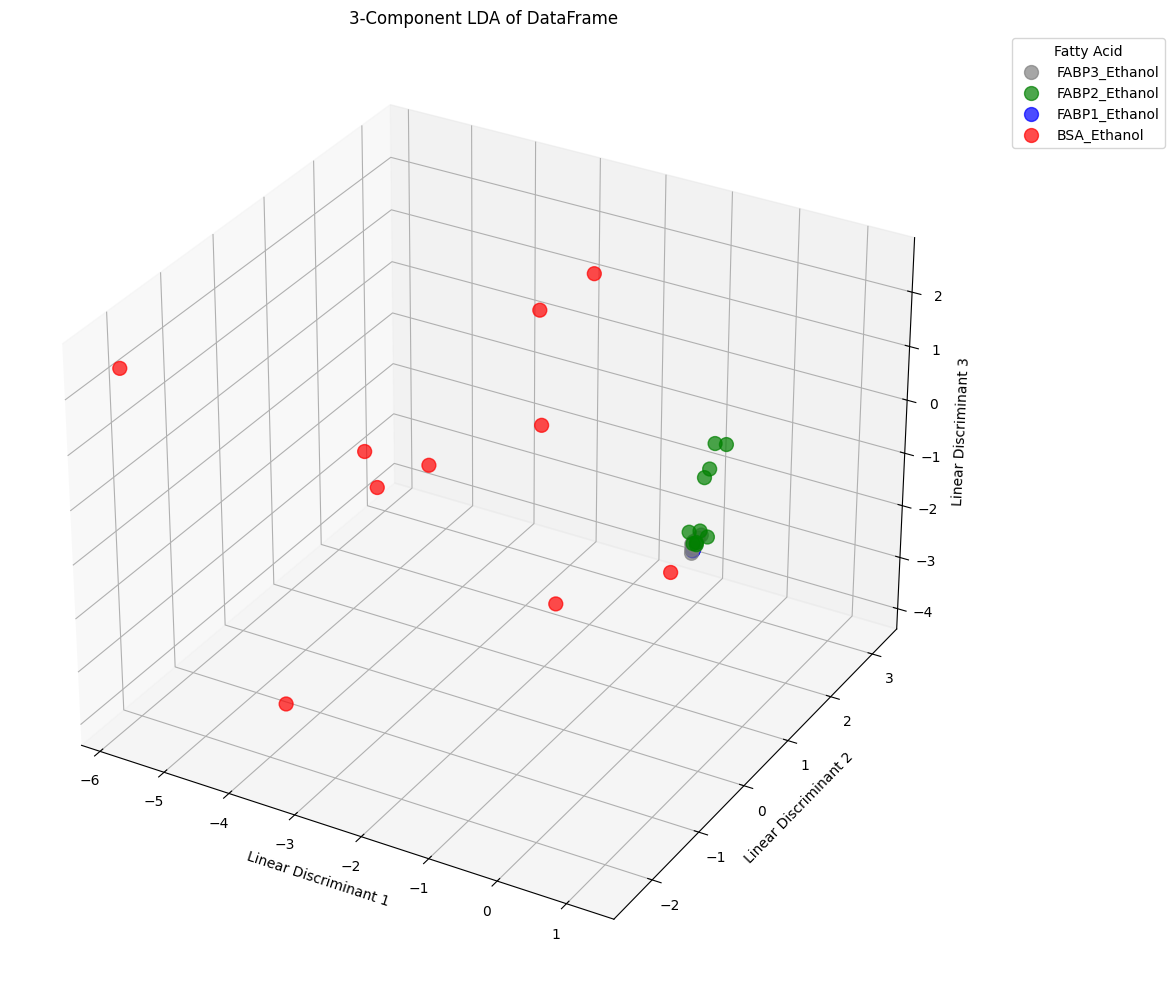 3-Component LDA of DataFrame
Fatty Acid
FABP3_Ethanol
FABP2_Ethanol
FABP1_Ethanol
BSA_Ethanol
2
1
0
−1
−2
−3
−4
Linear Discriminant 3
3
2
1
0
−1
−2
Linear Discriminant 2
−6
−5
−4
−3
−2
−1
0
1
Linear Discriminant 1